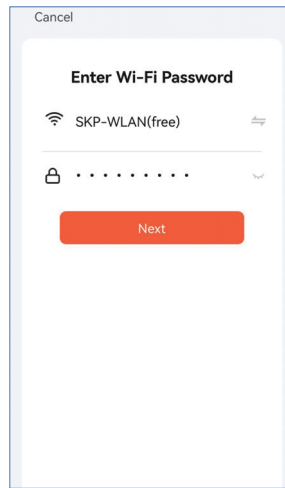 Cancel
Enter Wi-Fi Password
SKP-WLAN(free)
• • • • • • • • •
Next